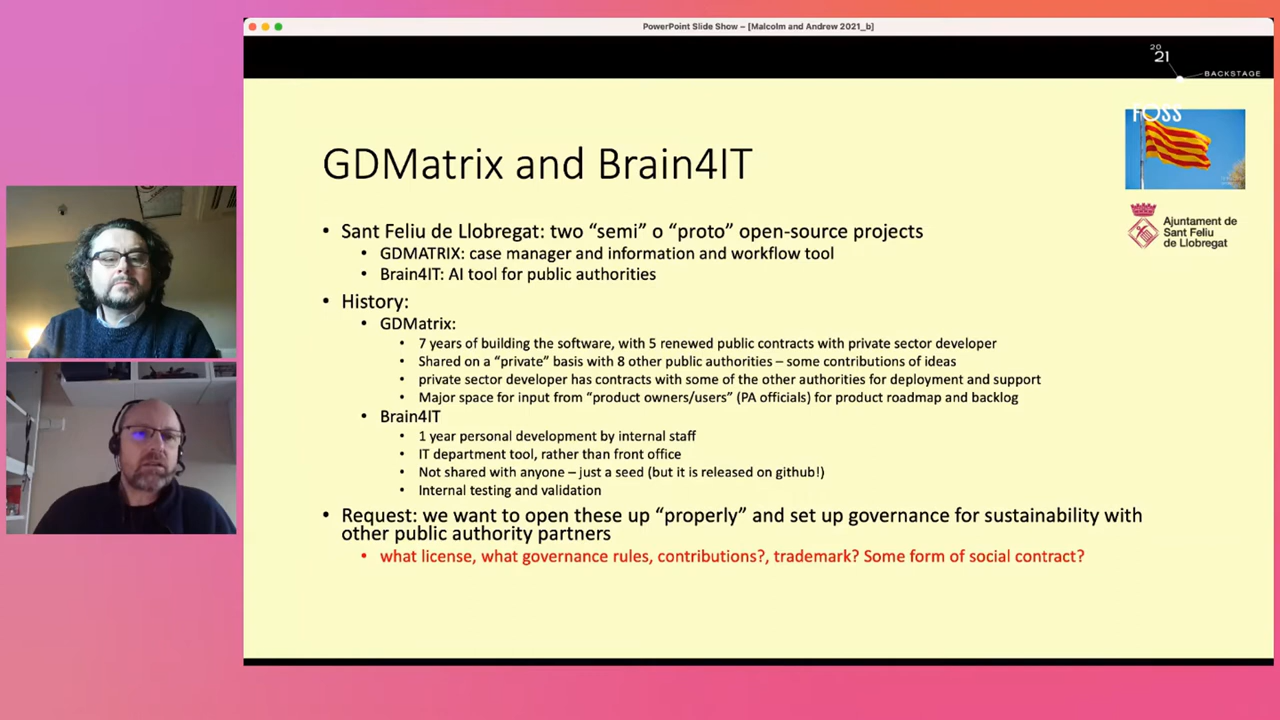 PowerPoint Slide Show – [Malcolm and Andrew 2021_b]
20
21
BACKSTAGE
FOSS
GDMatrix and Brain4IT
Ajuntament de
Sant Feliu
de Llobregat
• Sant Feliu de Llobregat: two “semi” o “proto” open-source projects
• GDMATRIX: case manager and information and workflow tool
• Brain4IT: AI tool for public authorities
• History:
• GDMatrix:
• 7 years of building the software, with 5 renewed public contracts with private sector developer
• Shared on a “private” basis with 8 other public authorities – some contributions of ideas
• private sector developer has contracts with some of the other authorities for deployment and support
• Major space for input from “product owners/users” (PA officials) for product roadmap and backlog
• Brain4IT
• 1 year personal development by internal staff
• IT department tool, rather than front office
• Not shared with anyone – just a seed (but it is released on github!)
• Internal testing and validation
• Request: we want to open these up “properly” and set up governance for sustainability with
other public authority partners
• what license, what governance rules, contributions?, trademark? Some form of social contract?